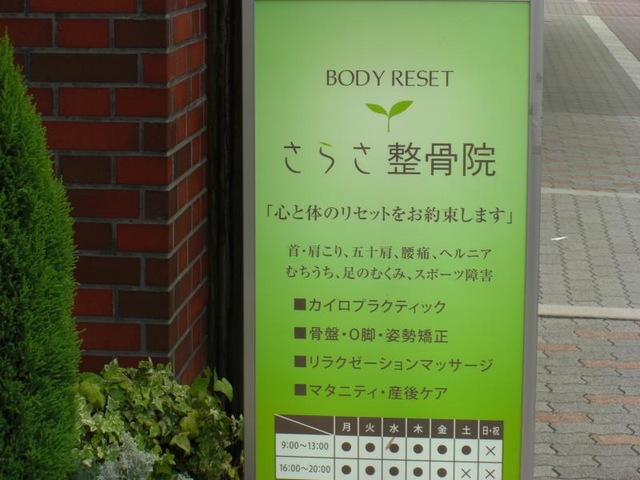 BODY RESET
さらさ整骨院
「心と体のリセットをお約束します」
首・肩こり、五十肩、腰痛、ヘルニア
むちうち、足のむくみ、スポーツ障害
■カイロプラクティック
■骨盤・O脚・姿勢矯正
■リラクゼーションマッサージ
■マタニティ・産後ケア
月 火 水 木 金 土 日・祝
9:00〜13:00 ● ● ● ● ● ● ×
16:00〜20:00 ● ● ● ● ● × ×